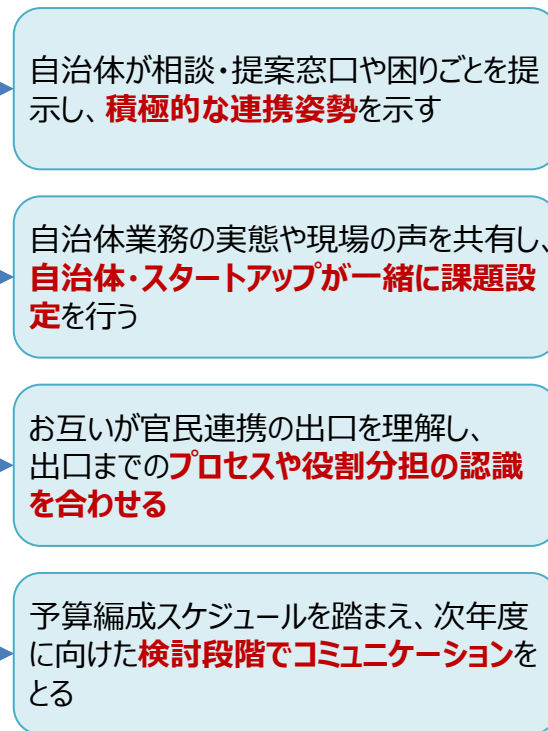 自治体が相談・提案窓口や困りごとを提
示し、積極的な連携姿勢を示す
自治体業務の実態や現場の声を共有し、
自治体・スタートアップが一緒に課題設
定を行う
お互いが官民連携の出口を理解し、
出口までのプロセスや役割分担の認識
を合わせる
予算編成スケジュールを踏まえ、次年度
に向けた検討段階でコミュニケーションを
とる